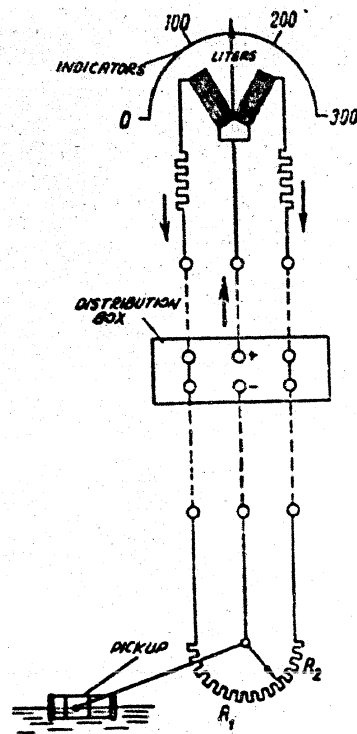 100
200
INDICATORS
LITERS
0
300
DISTRIBUTION
BOX
+
-
PICKUP
R1
R2